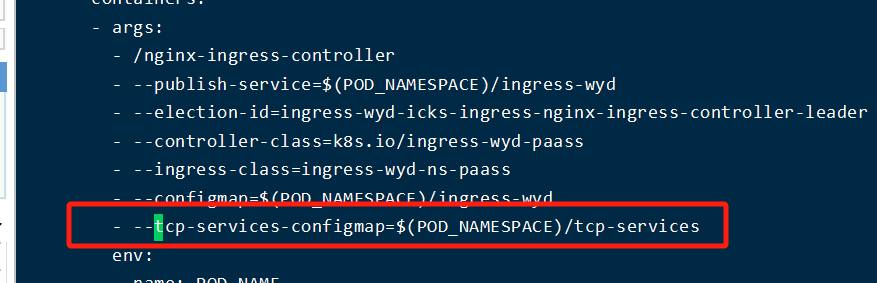 containers:
- args:
- /nginx-ingress-controller
- --publish-service=$(POD_NAMESPACE)/ingress-wyd
- --election-id=ingress-wyd-icks-ingress-nginx-ingress-controller-leader
- --controller-class=k8s.io/ingress-wyd-paass
- --ingress-class=ingress-wyd-ns-paass
- --configmap=$(POD_NAMESPACE)/ingress-wyd
- --tcp-services-configmap=$(POD_NAMESPACE)/tcp-services
env:
name: POD_NAME